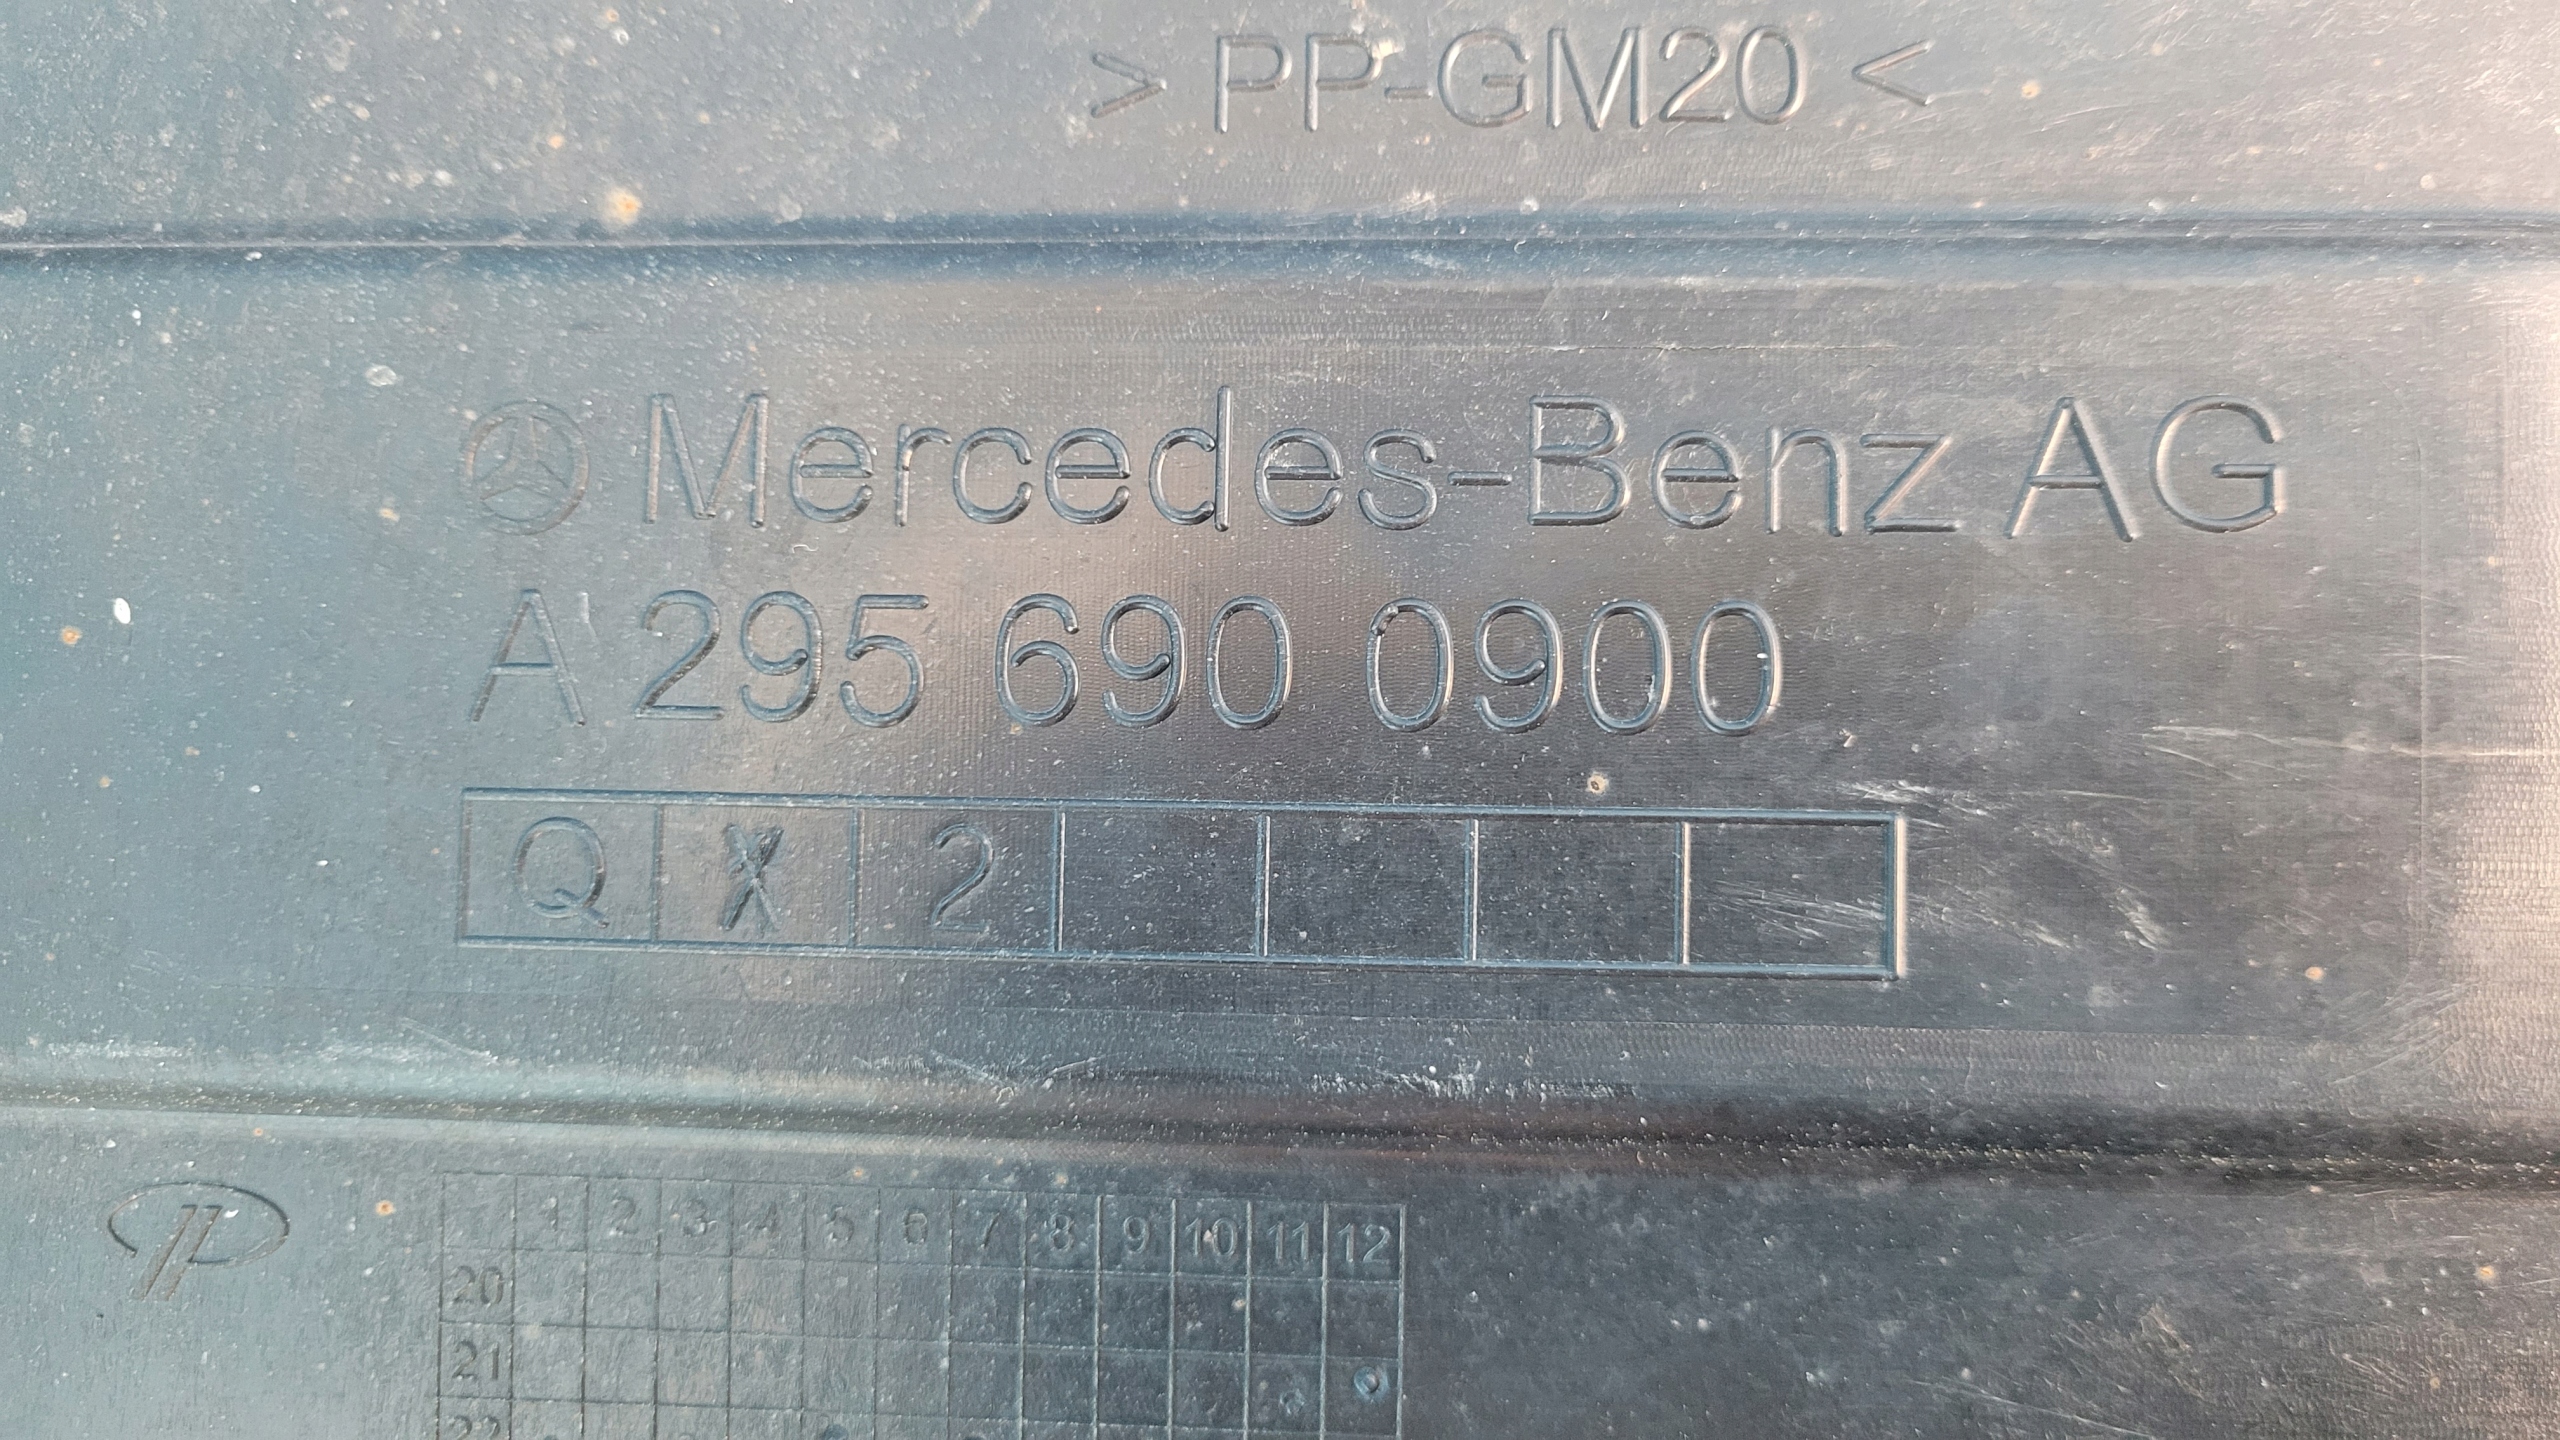 > PP-GM20 <
Mercedes-Benz AG
A 295 690 0900
Q X 2
1 2 3 4 5 6 7 8 9 10 11 12
20
21
22